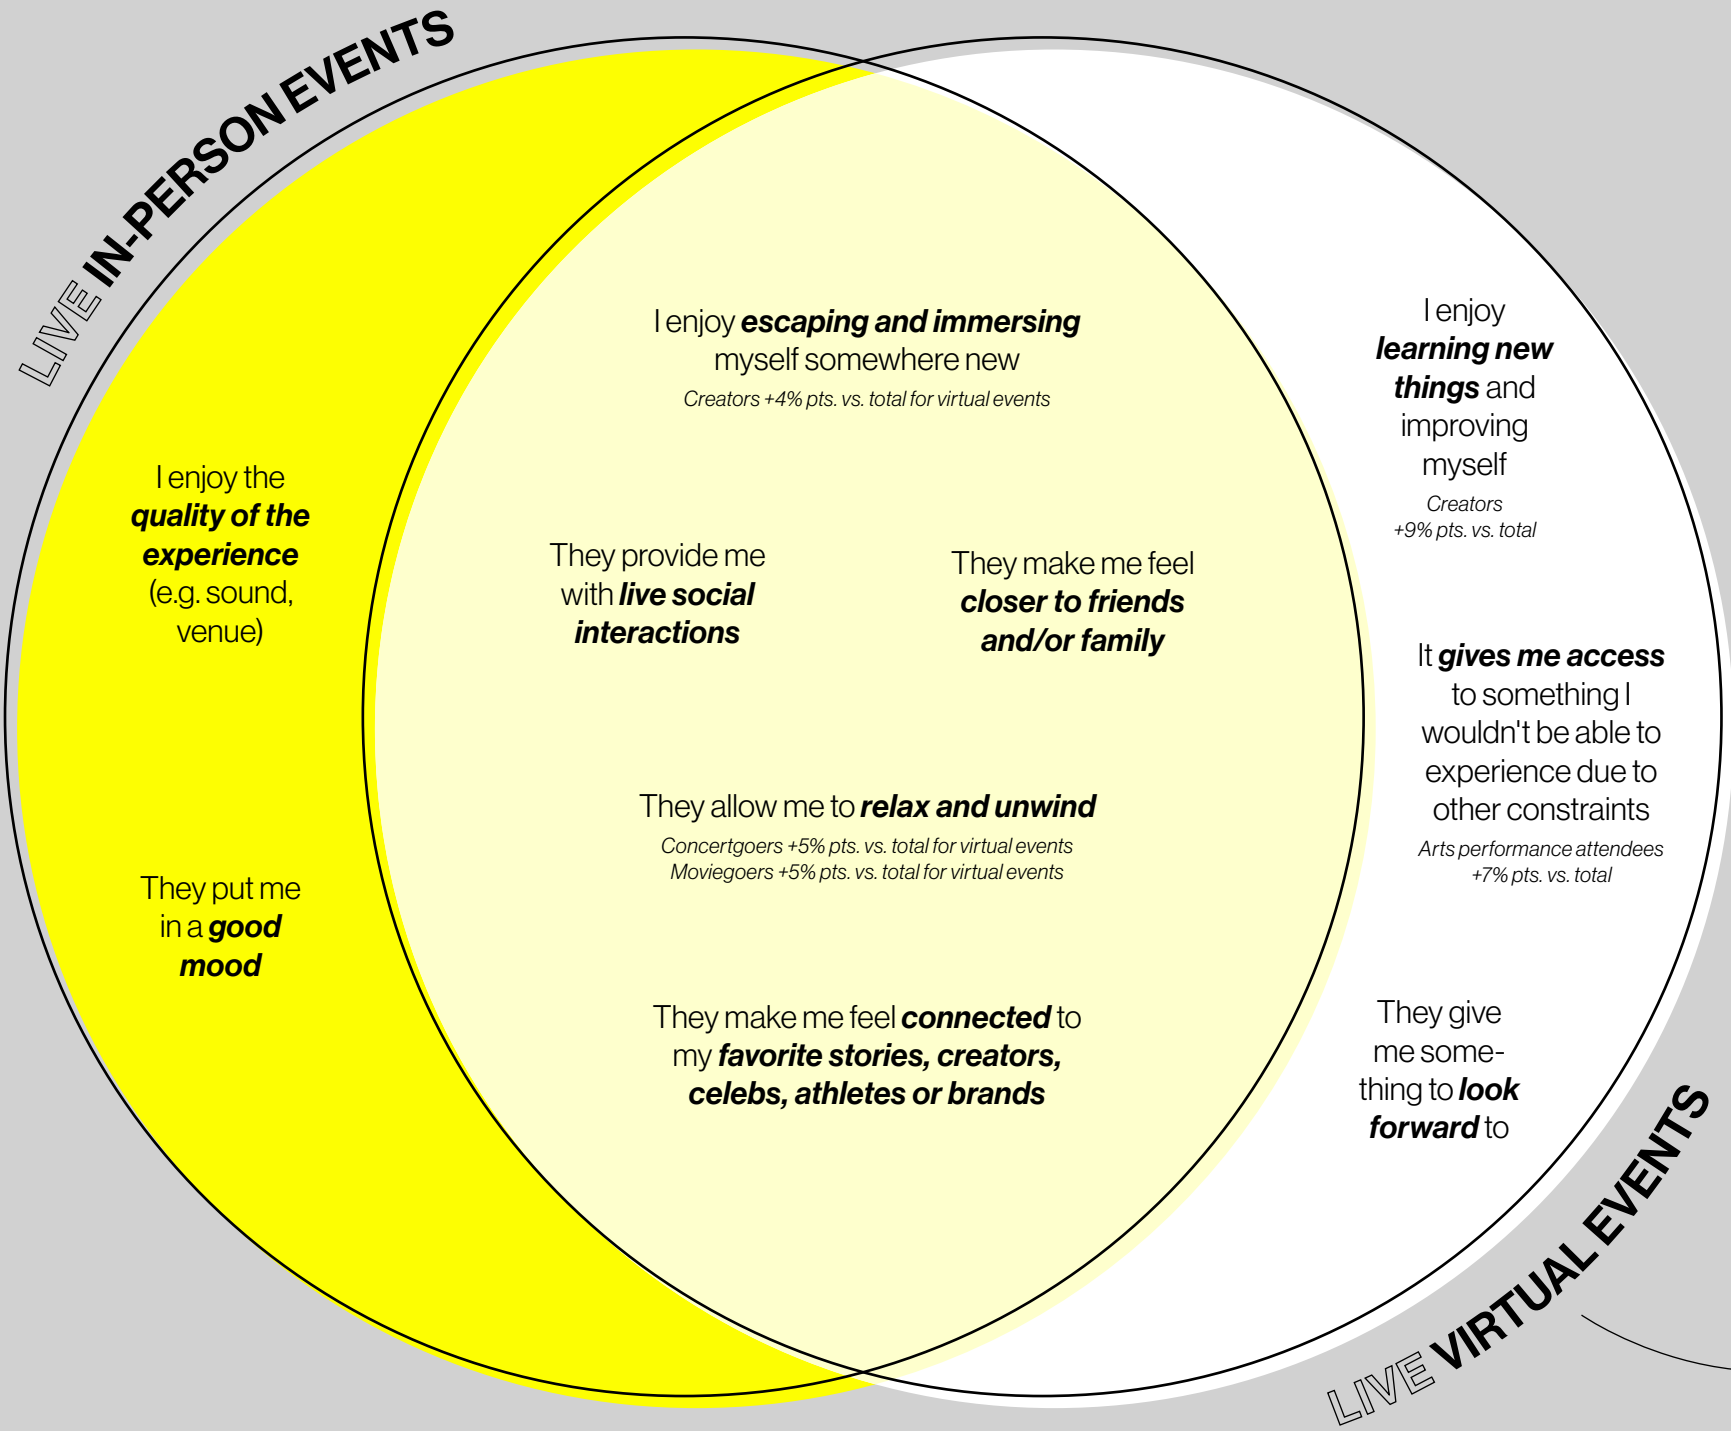 LIVE IN-PERSON EVENTS
I enjoy the
quality of the
experience
(e.g. sound,
venue)
They put me
in a good
mood
I enjoy escaping and immersing
myself somewhere new
Creators +4% pts. vs. total for virtual events
They provide me
with live social
interactions
They make me feel
closer to friends
and/or family
They allow me to relax and unwind
Concertgoers +5% pts. vs. total for virtual events
Moviegoers +5% pts. vs. total for virtual events
They make me feel connected to
my favorite stories, creators,
celebs, athletes or brands
I enjoy
learning new
things and
improving
myself
Creators
+9% pts. vs. total
It gives me access
to something I
wouldn't be able to
experience due to
other constraints
Arts performance attendees
+7% pts. vs. total
They give
me some-
thing to look
forward to
LIVE VIRTUAL EVENTS